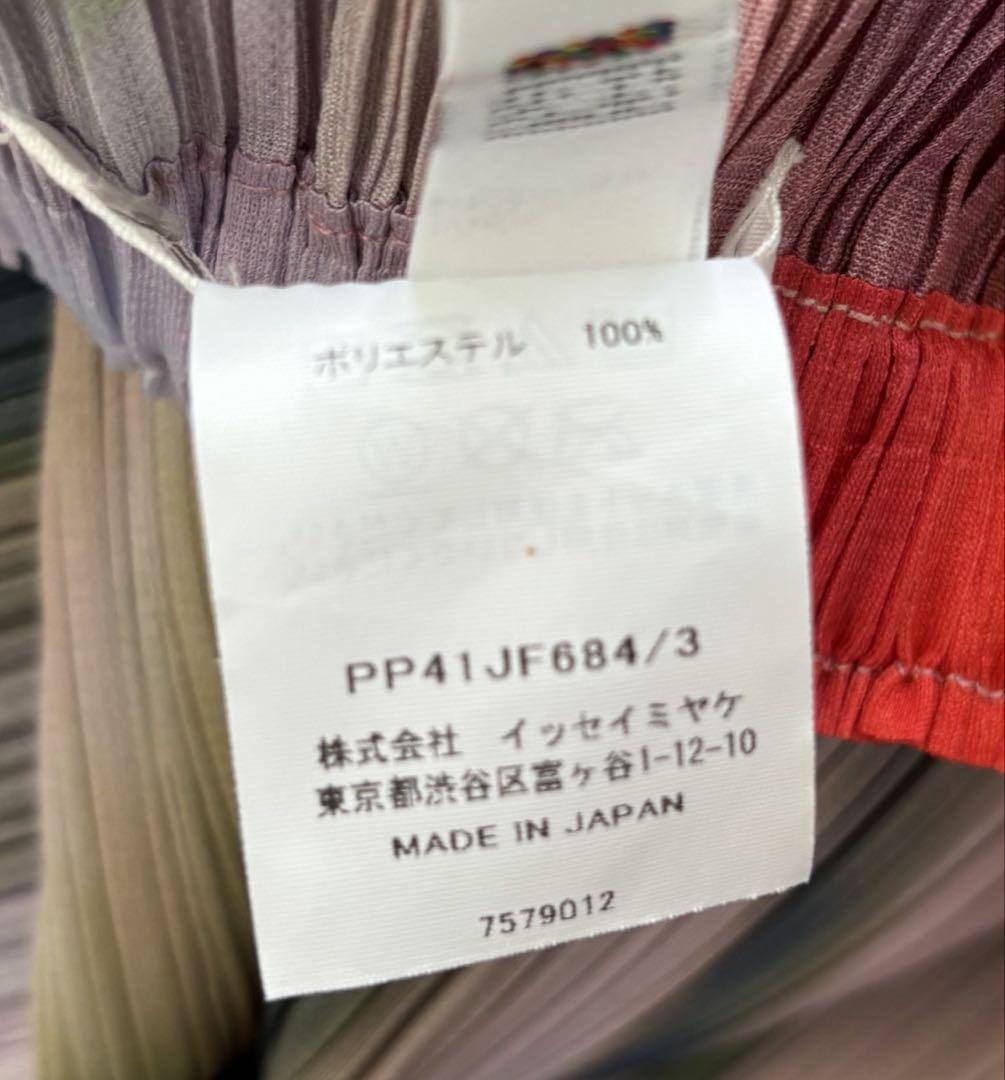 ポリエステル 100%
PP41JF684/3
株式会社 イッセイミヤケ
東京都渋谷区富ヶ谷1-12-10
MADE IN JAPAN
7579012